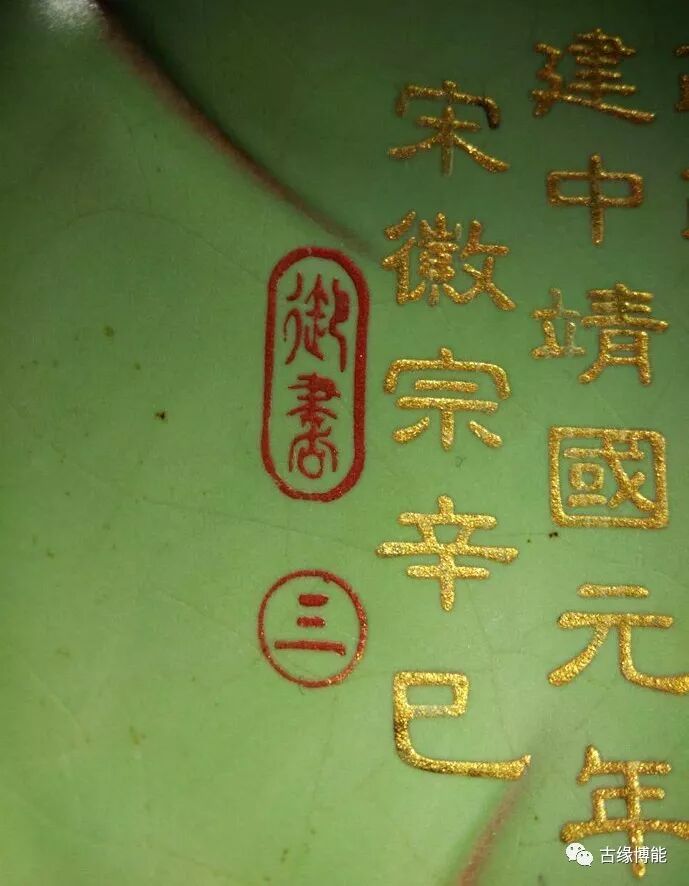 建中靖國元年
宋徽宗辛巳
御書
三
古缘博能